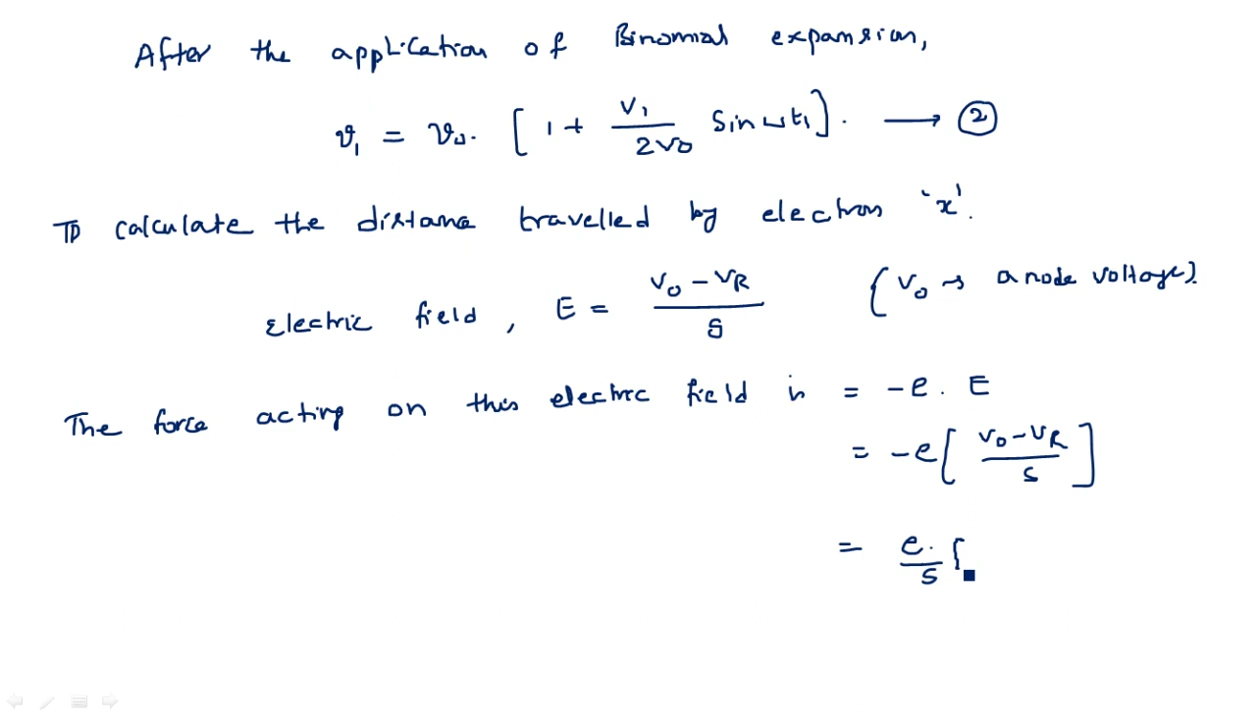 After the application of Binomial expansion,
v₁ = v₀. [1 + V₁/2V₀ Sin ωt₁]. → ②
To calculate the distance travelled by electron 'x'.
Electric field, E = V₀ - VR / S (V₀ → anode voltage).
The force acting on this electric field is = -e. E
= -e[V₀ - VR / S]
= e./S [